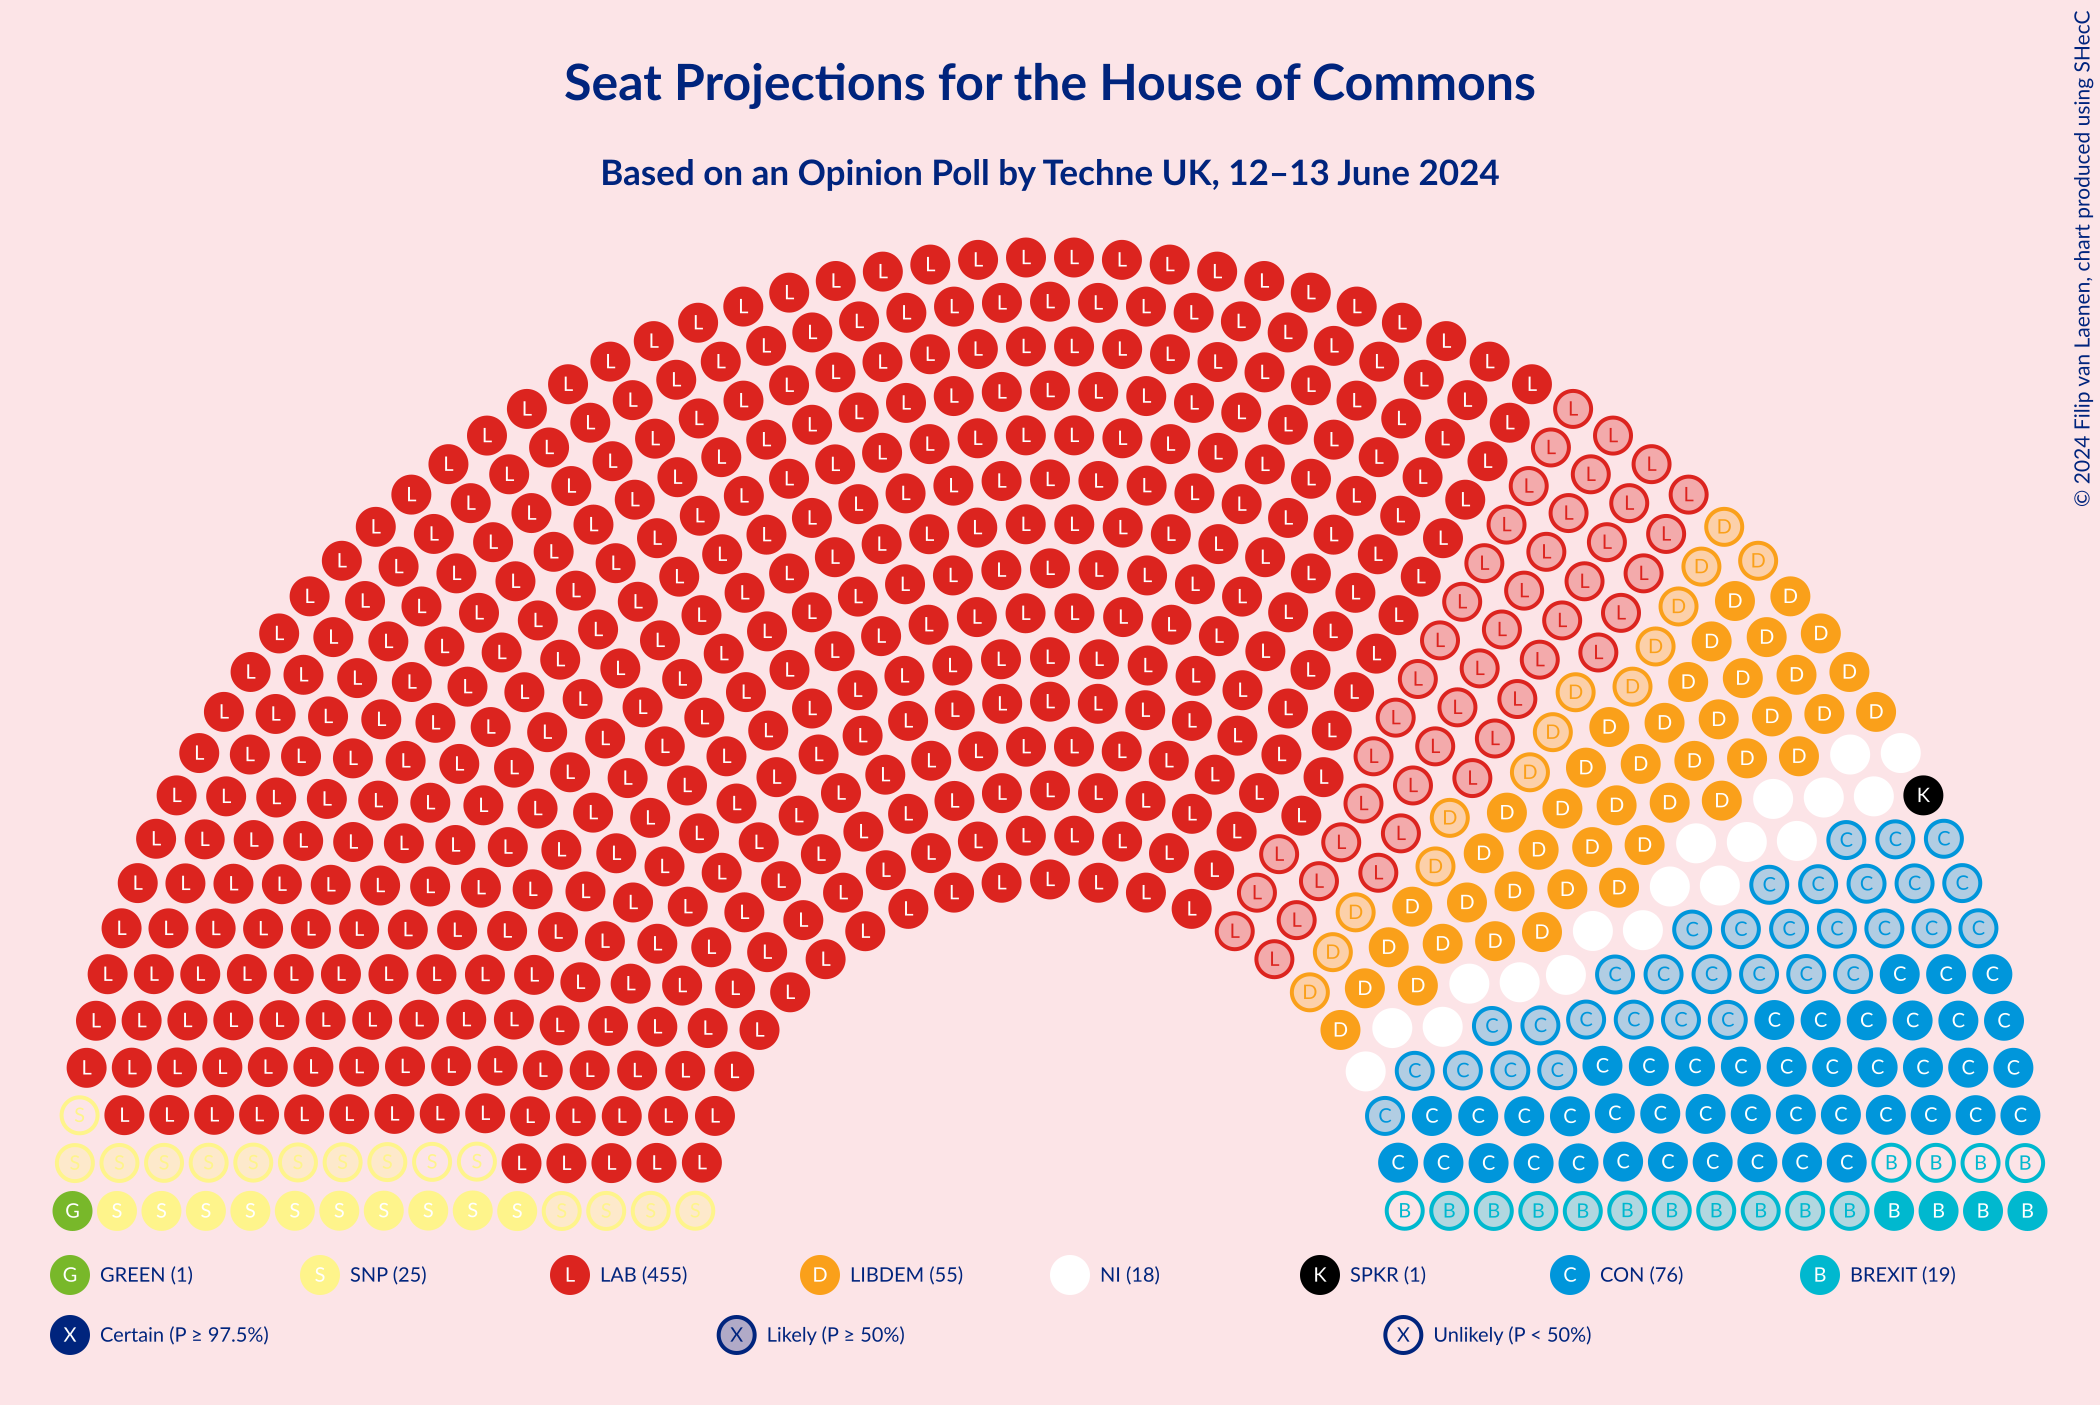 Seat Projections for the House of Commons
Based on an Opinion Poll by Techne UK, 12–13 June 2024
© 2024 Filip van Laenen, chart produced using SHecC
G GREEN (1) S SNP (25) L LAB (455) D LIBDEM (55) NI (18) K SPKR (1) C CON (76) B BREXIT (19)
X Certain (P ≥ 97.5%) X Likely (P ≥ 50%) X Unlikely (P < 50%)